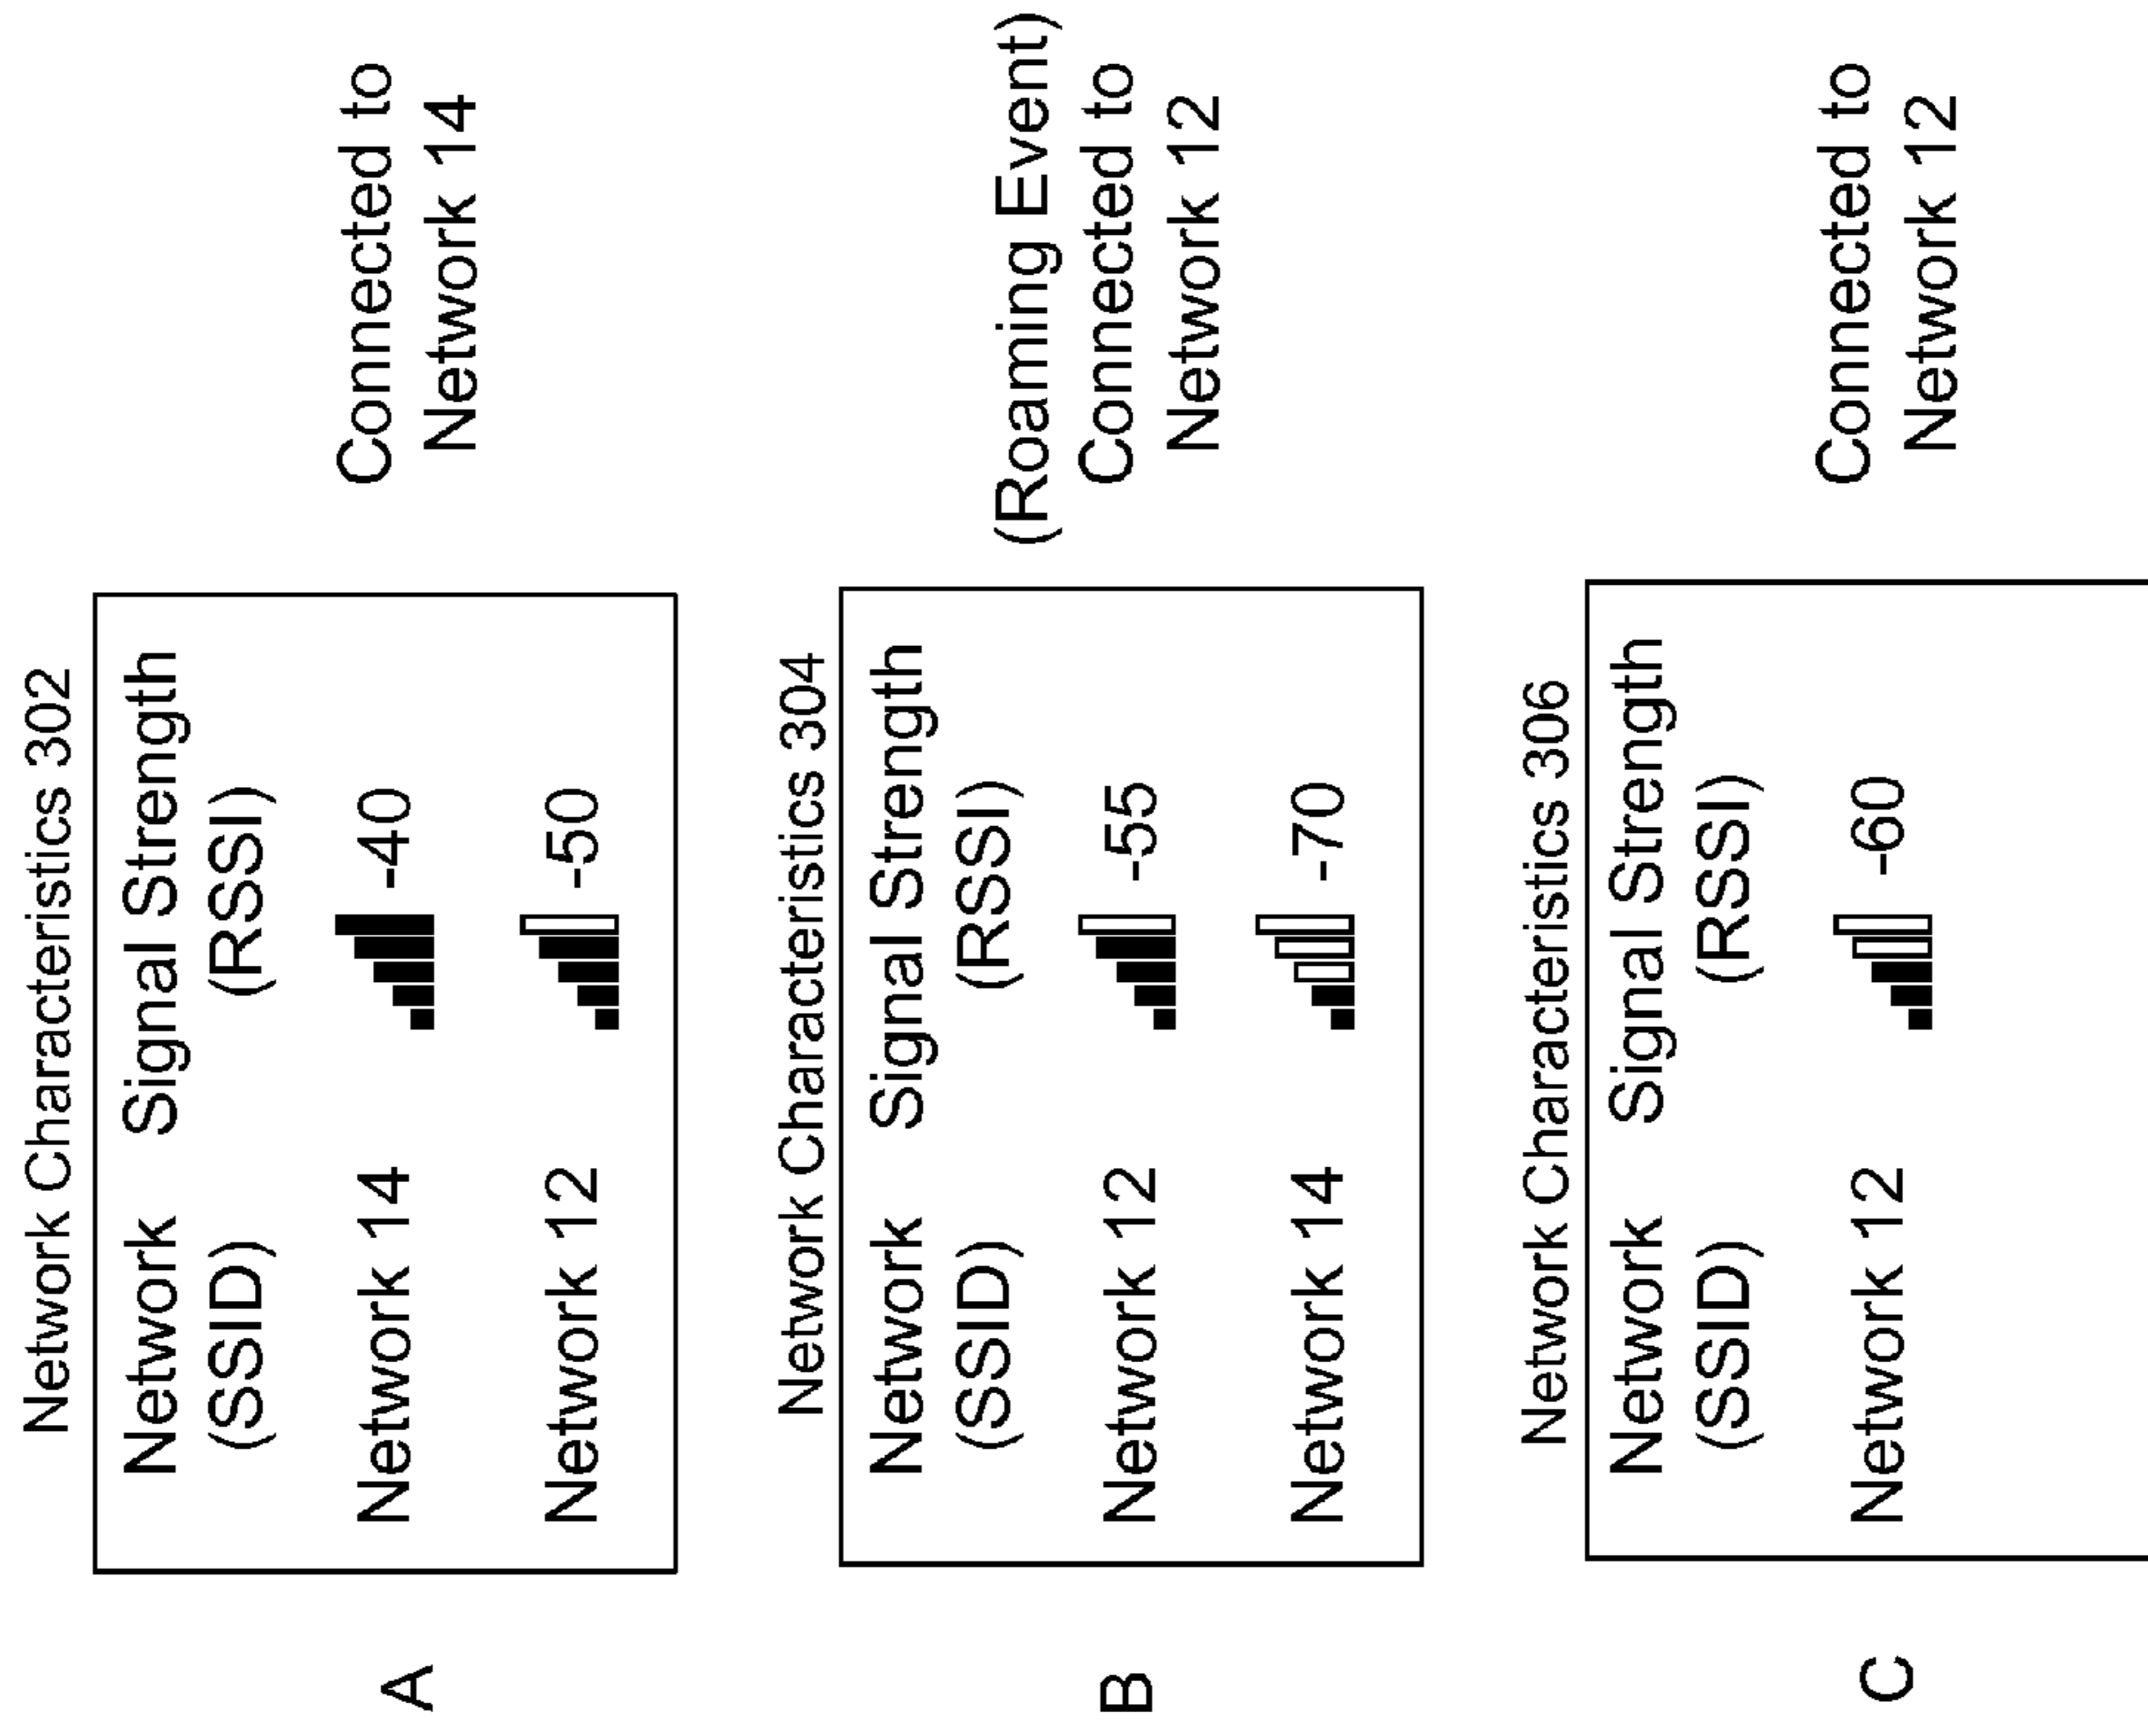 Network Characteristics 302
Network Signal Strength
(SSID) (RSSI)
Network 14 -40
Network 12 -50
A
Connected to
Network 14
Network Characteristics 304
Network Signal Strength
(SSID) (RSSI)
Network 12 -55
Network 14 -70
B
(Roaming Event)
Connected to
Network 12
Network Characteristics 306
Network Signal Strength
(SSID) (RSSI)
Network 12 -60
C
Connected to
Network 12